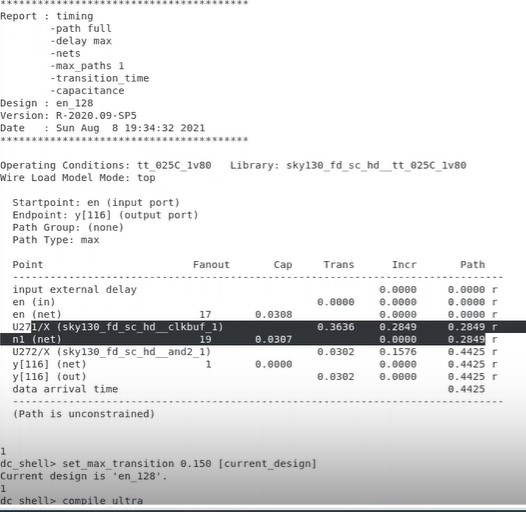 ****************************************
Report : timing
        -path full
        -delay max
        -nets
        -max_paths 1
        -transition_time
        -capacitance
Design : en_128
Version: R-2020.09-SP5
Date   : Sun Aug  8 19:34:32 2021
****************************************
Operating Conditions: tt_025C_1v80   Library: sky130_fd_sc_hd__tt_025C_1v80
Wire Load Model Mode: top
  Startpoint: en (input port)
  Endpoint: y[116] (output port)
  Path Group: (none)
  Path Type: max
  Point                        Fanout       Cap     Trans      Incr       Path
  ------------------------------------------------------------------------------
  input external delay                                       0.0000     0.0000 r
  en (in)                                          0.0000    0.0000     0.0000 r
  en (net)                      17       0.0308              0.0000     0.0000 r
  U271/X (sky130_fd_sc_hd__clkbuf_1)               0.3636    0.2849     0.2849 r
  n1 (net)                      19       0.0307              0.0000     0.2849 r
  U272/X (sky130_fd_sc_hd__and2_1)                 0.0302    0.1576     0.4425 r
  y[116] (net)                   1       0.0000              0.0000     0.4425 r
  y[116] (out)                                     0.0302    0.0000     0.4425 r
  data arrival time                                                     0.4425
  ------------------------------------------------------------------------------
  (Path is unconstrained)
1
dc_shell> set_max_transition 0.150 [current_design]
Current design is 'en_128'.
1
dc_shell> compile_ultra